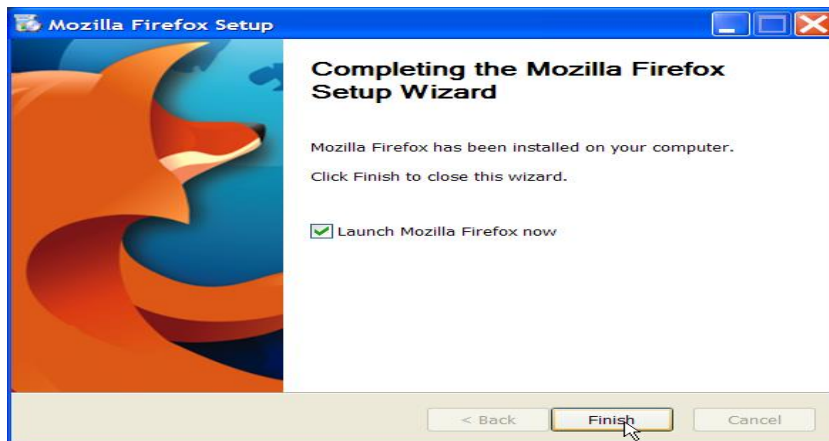 Mozilla Firefox Setup
Completing the Mozilla Firefox
Setup Wizard
Mozilla Firefox has been installed on your computer.
Click Finish to close this wizard.
Launch Mozilla Firefox now
< Back Finish Cancel